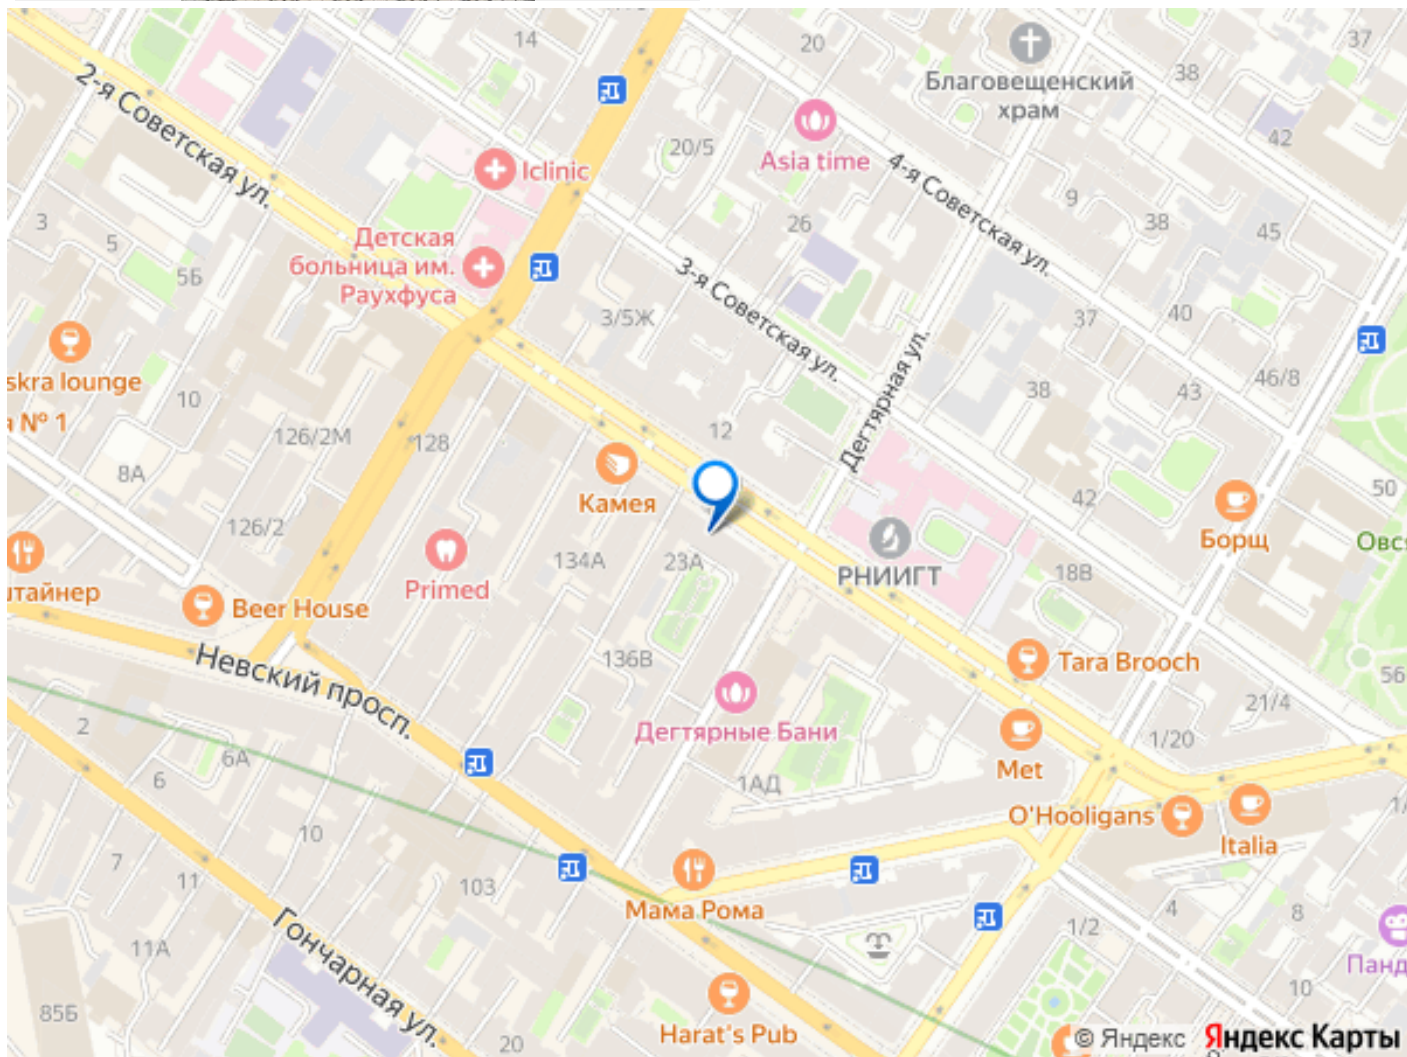 14
20
37
38
Благовещенский
храм
42
2-я Советская ул.
20/5
Asia time
Iclinic
4-я Советская ул.
9
38
45
3
5
5Б
Детская
больница им.
Раухфуса
26
3-я Советская ул.
3/5Ж
37
40
skra lounge
№ 1
10
126/2М
128
12
Дегтярная ул.
38
43
46/8
8А
Камея
42
50
126/2
134А
23А
РНИИГТ
18В
Борщ
Овся
штайнер
Beer House
Primed
136В
Tara Brooch
56
Невский просп.
Дегтярные Бани
21/4
2
6А
6
1АД
Met
1/20
O'Hooligans
Italia
10
7
11
103
Мама Рома
1/2
4
8
11А
Гончарная ул.
Панд
10
85Б
20
Harat's Pub
© Яндекс Яндекс Карты